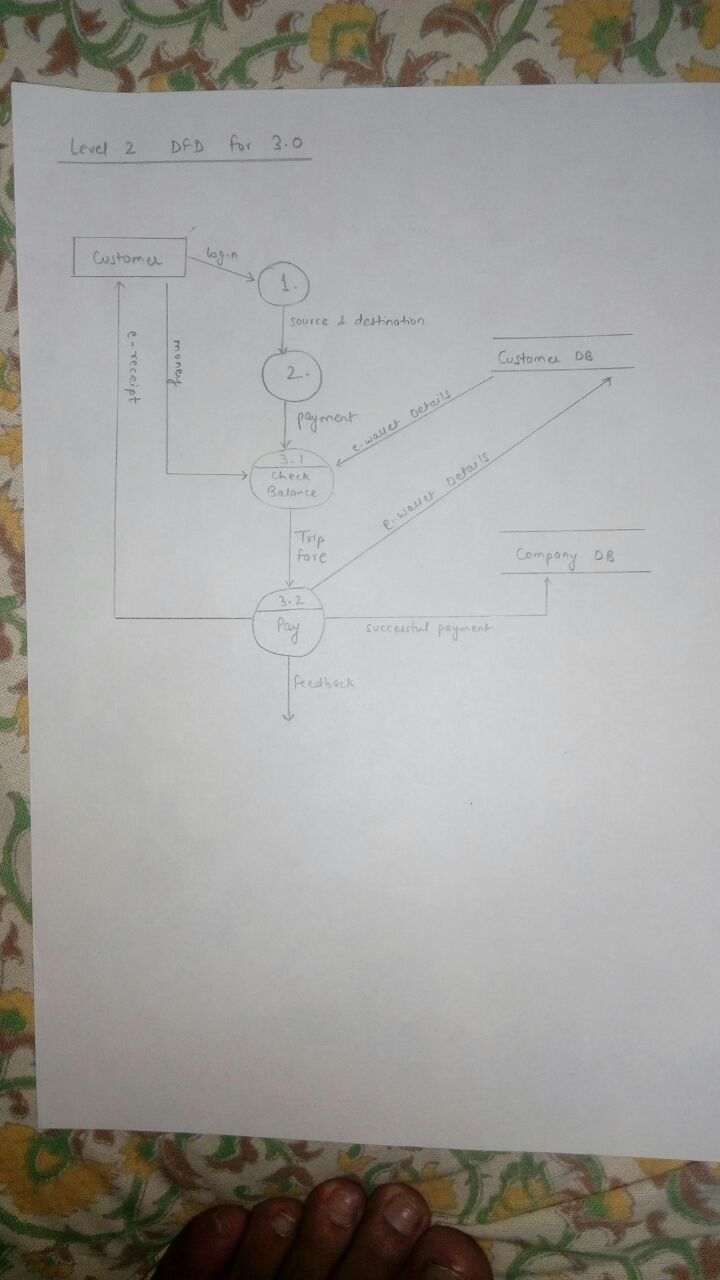 Level 2 DFD for 3.0
Customer
login
1.
source & destination
e-receipt
money
2.
Customer DB
payment
e-wallet Details
3.1
Check
Balance
e-wallet Details
Trip
fare
Company DB
3.2
Pay
successful payment
feedback